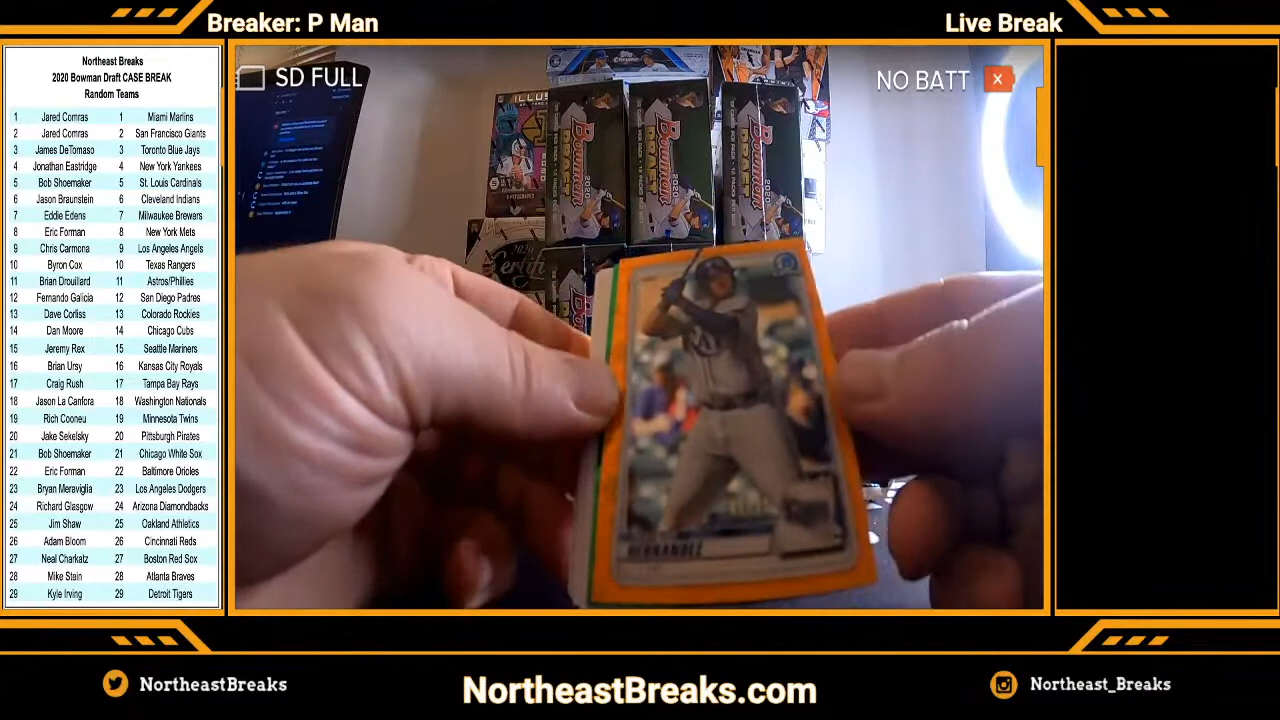 Breaker: P Man
Live Break
Northeast Breaks
2020 Bowman Draft CASE BREAK
Random Teams
1 Jared Comras 1 Miami Marlins
2 Jared Comras 2 San Francisco Giants
3 James DeTomaso 3 Toronto Blue Jays
4 Jonathan Eastridge 4 New York Yankees
5 Bob Shoemaker 5 St. Louis Cardinals
6 Jason Braunstein 6 Cleveland Indians
7 Eddie Edens 7 Milwaukee Brewers
8 Eric Forman 8 New York Mets
9 Chris Carmona 9 Los Angeles Angels
10 Byron Cox 10 Texas Rangers
11 Brian Drouillard 11 Astros/Phillies
12 Fernando Galicia 12 San Diego Padres
13 Dave Corliss 13 Colorado Rockies
14 Dan Moore 14 Chicago Cubs
15 Jeremy Rex 15 Seattle Mariners
16 Brian Ursy 16 Kansas City Royals
17 Craig Rush 17 Tampa Bay Rays
18 Jason La Canfora 18 Washington Nationals
19 Rich Cooneu 19 Minnesota Twins
20 Jake Sekelsky 20 Pittsburgh Pirates
21 Bob Shoemaker 21 Chicago White Sox
22 Eric Forman 22 Baltimore Orioles
23 Bryan Meraviglia 23 Los Angeles Dodgers
24 Richard Glasgow 24 Arizona Diamondbacks
25 Jim Shaw 25 Oakland Athletics
26 Adam Bloom 26 Cincinnati Reds
27 Neal Charkatz 27 Boston Red Sox
28 Mike Stain 28 Atlanta Braves
29 Kyle Irving 29 Detroit Tigers
SD FULL
NO BATT
Bowman
2020
DRAFT
Bowman
2020
DRAFT
Bowman
2020
DRAFT
2020
HERNANDEZ
NortheastBreaks
NortheastBreaks.com
Northeast_Breaks